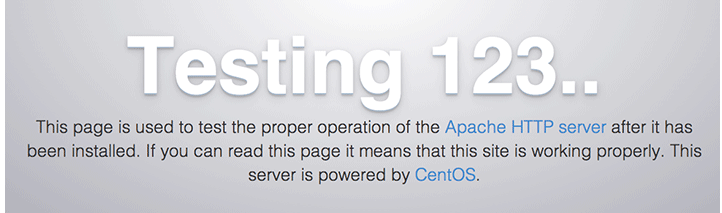 Testing 123..
This page is used to test the proper operation of the Apache HTTP server after it has
been installed. If you can read this page it means that this site is working properly. This
server is powered by CentOS.